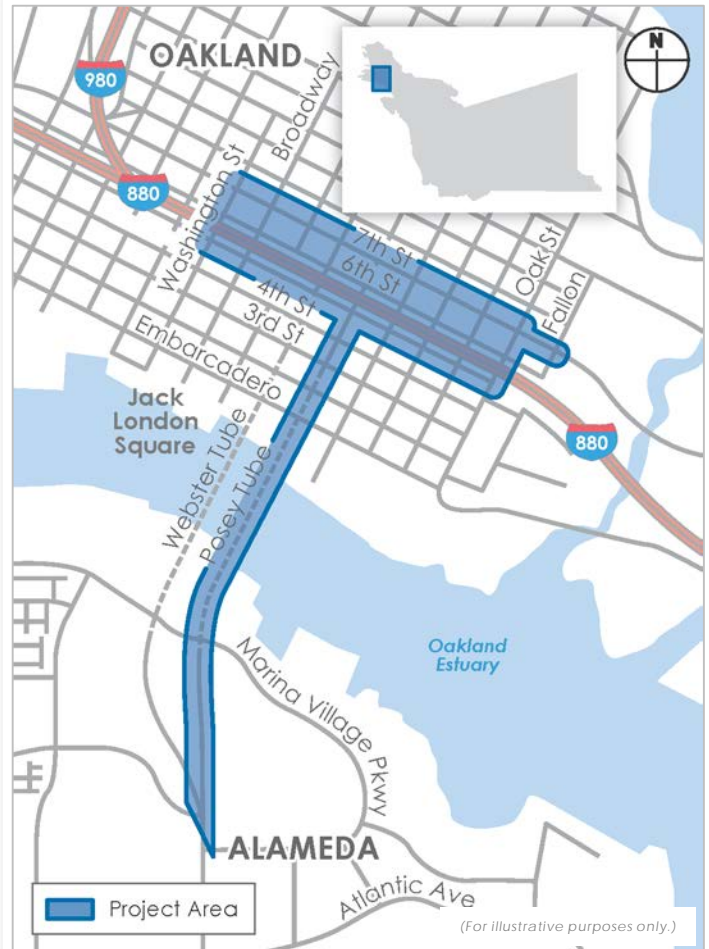 OAKLAND
N
980
Broadway
880
Washington St
7th St
6th St
Oak St
Fallon
4th St
3rd St
Embarcadero
Jack
London
Square
880
Webster Tube
Posey Tube
Oakland
Estuary
Marina Village Pkwy
ALAMEDA
Atlantic Ave
Project Area
(For illustrative purposes only.)